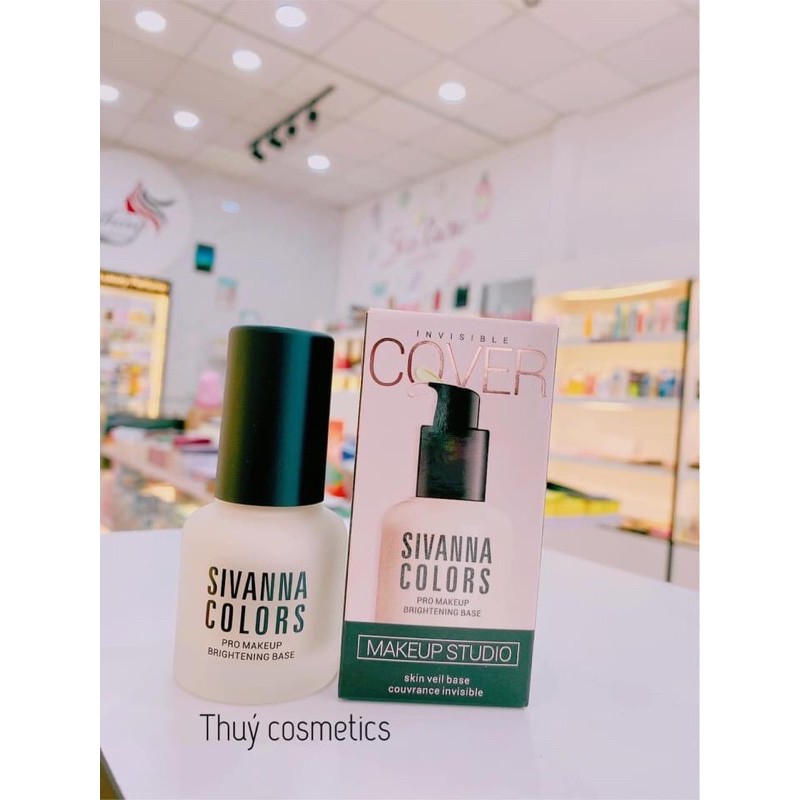 INVISIBLE
COVER
SIVANNA
COLORS
PRO MAKEUP
BRIGHTENING BASE
MAKEUP STUDIO
skin veil base
couvrance invisible
SIVANNA
COLORS
PRO MAKEUP
BRIGHTENING BASE
Thuý cosmetics